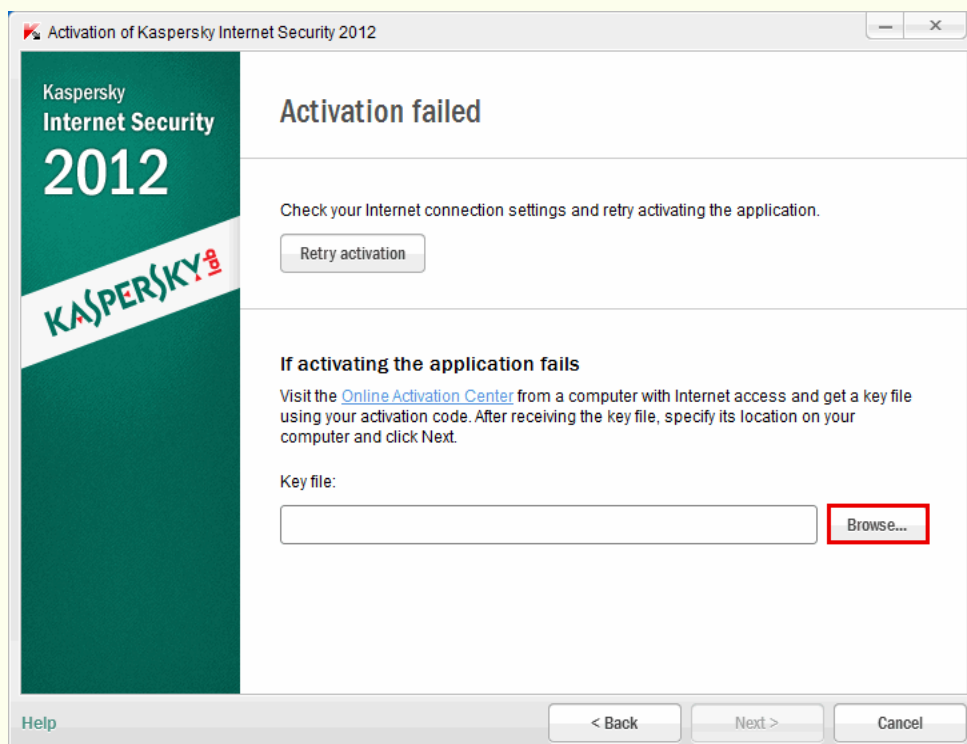 Activation of Kaspersky Internet Security 2012
Kaspersky
Internet Security
2012
KASPERSKY lab
Activation failed
Check your Internet connection settings and retry activating the application.
Retry activation
If activating the application fails
Visit the Online Activation Center from a computer with Internet access and get a key file
using your activation code. After receiving the key file, specify its location on your
computer and click Next.
Key file:
Browse...
Help
< Back
Next >
Cancel